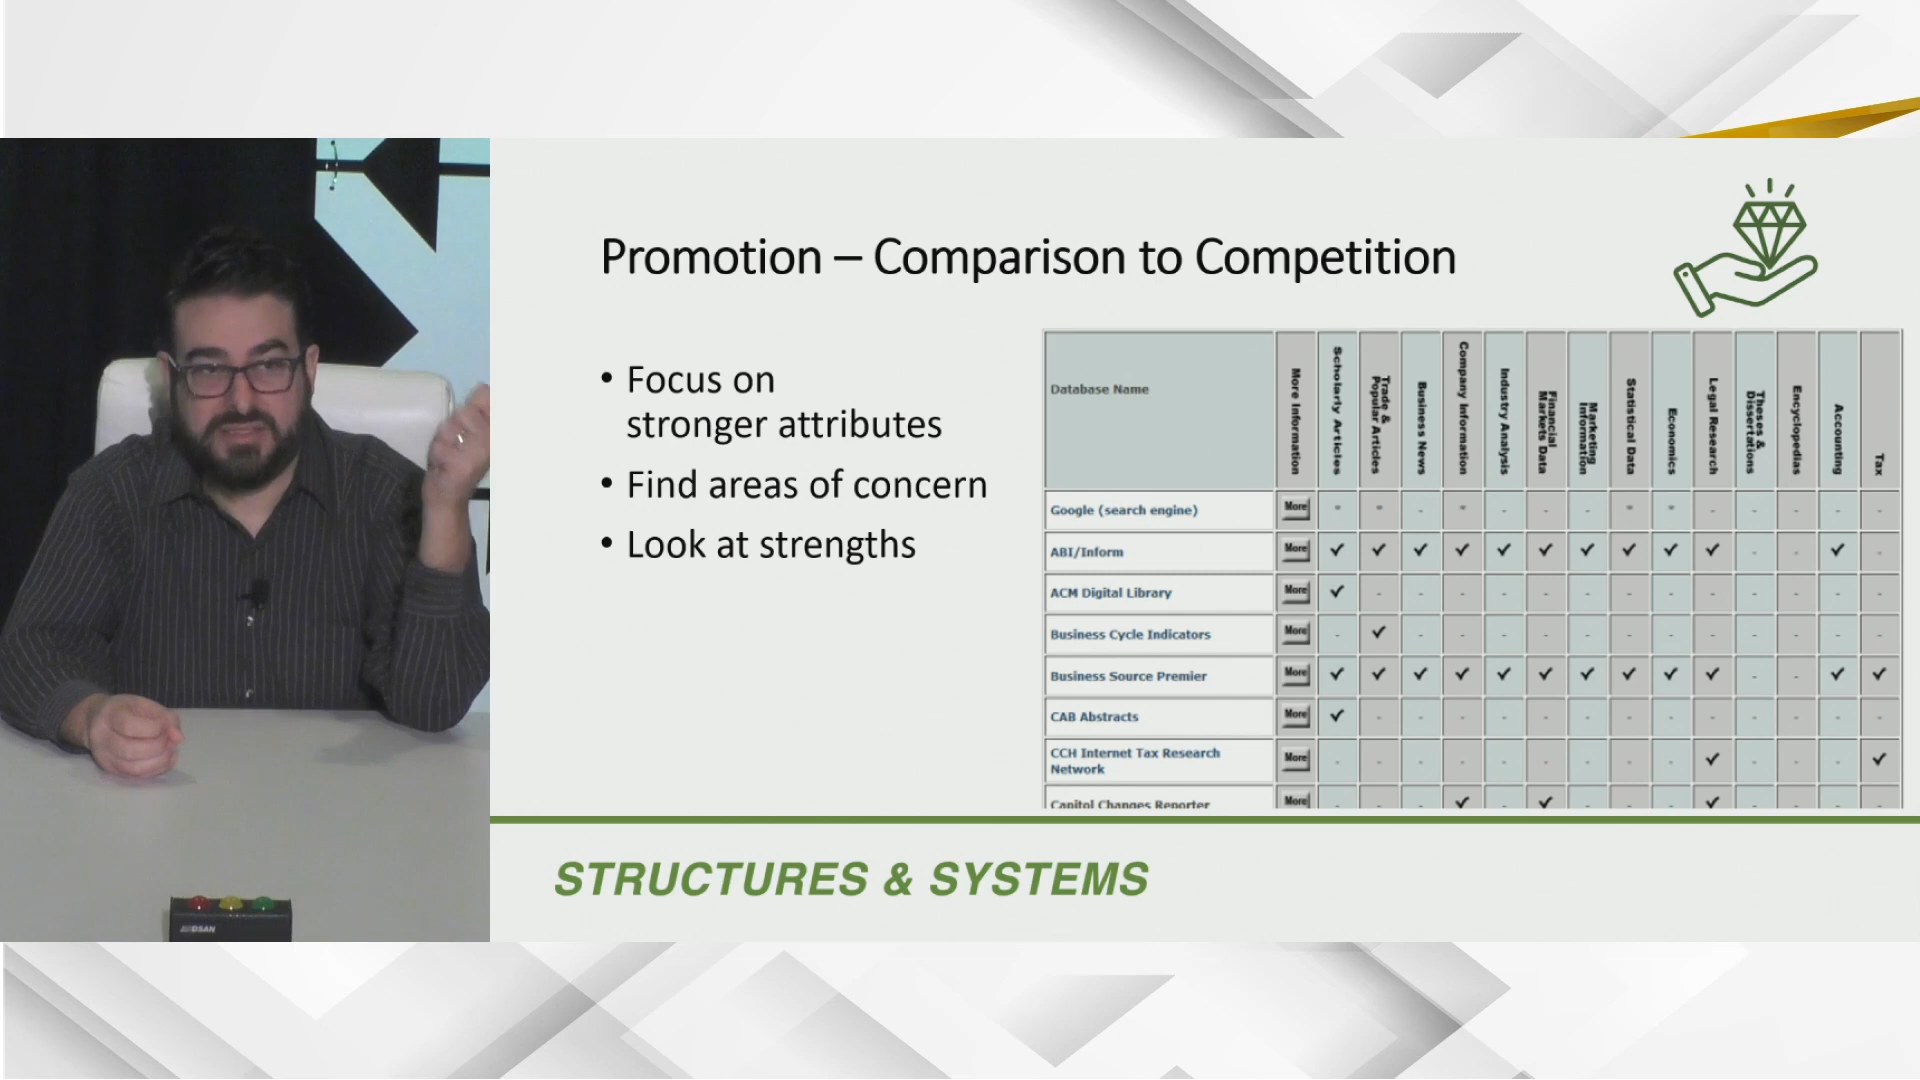 Promotion – Comparison to Competition
• Focus on
stronger attributes
• Find areas of concern
• Look at strengths
Database Name
More Information
Scholarly Articles
Trade &
Popular Articles
Business News
Company Information
Industry Analysis
Financial
Markets Data
Marketing
Information
Statistical Data
Economics
Legal Research
Theses &
Dissertations
Encyclopedias
Accounting
Tax
Google (search engine) More
ABI/Inform More ✓ ✓ ✓ ✓ ✓ ✓ ✓ ✓ ✓ ✓ - - ✓ -
ACM Digital Library More ✓ - - - - - - - - - - - - -
Business Cycle Indicators More - ✓ - - - - - - - - - - - -
Business Source Premier More ✓ ✓ ✓ ✓ ✓ ✓ ✓ ✓ ✓ ✓ - - ✓ ✓
CAB Abstracts More ✓ - - - - - - - - - - - - -
CCH Internet Tax Research
Network More - - - - - - - - - ✓ - - - ✓
Capitol Changes Reporter More - - - ✓ - ✓ - - - ✓ - - - -
STRUCTURES & SYSTEMS